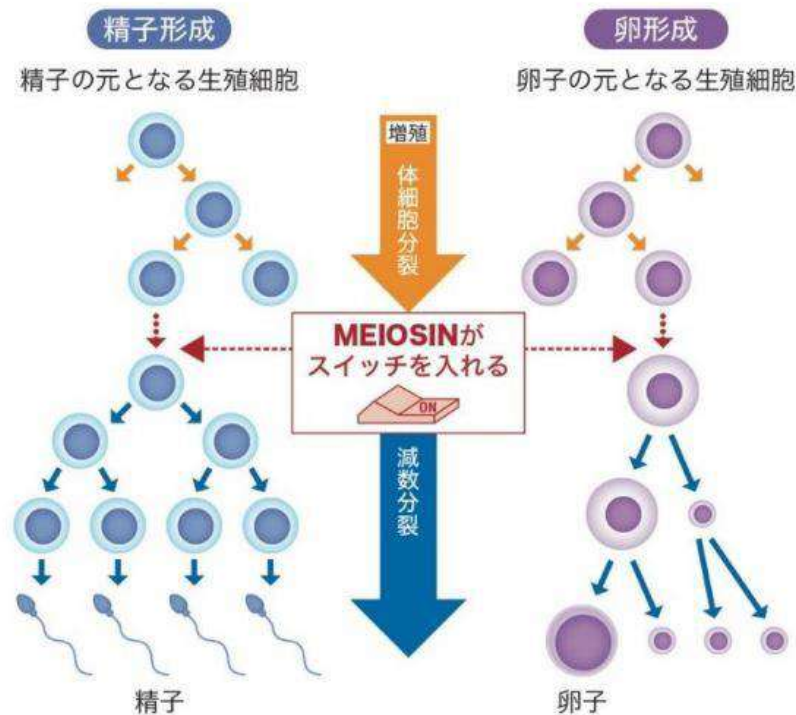 精子形成
卵形成
精子の元となる生殖細胞
卵子の元となる生殖細胞
増殖
体細胞分裂
MEIOSINが
スイッチを入れる
ON
減数分裂
精子
卵子